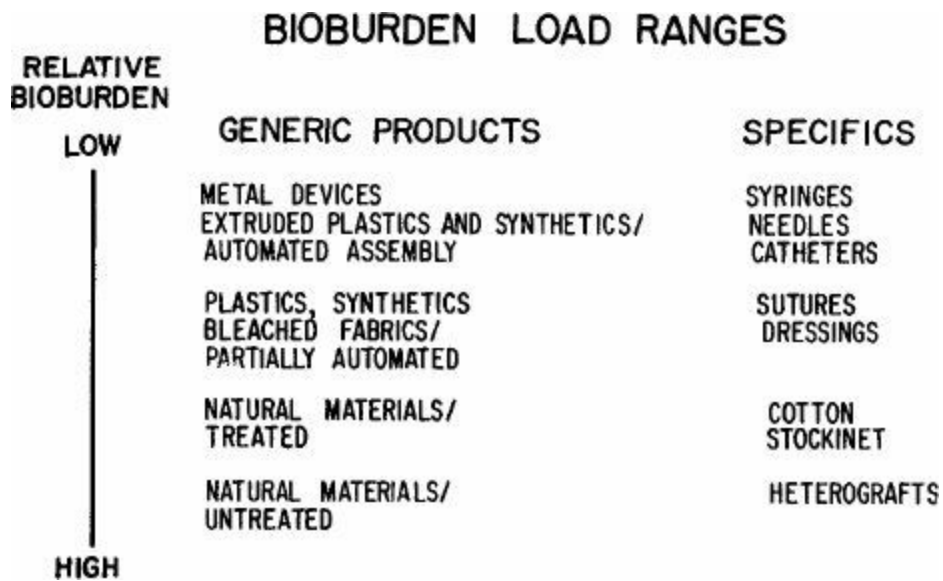 BIOBURDEN LOAD RANGES
RELATIVE
BIOBURDEN
LOW
GENERIC PRODUCTS
SPECIFICS
METAL DEVICES
EXTRUDED PLASTICS AND SYNTHETICS/
AUTOMATED ASSEMBLY
SYRINGES
NEEDLES
CATHETERS
PLASTICS, SYNTHETICS
BLEACHED FABRICS/
PARTIALLY AUTOMATED
SUTURES
DRESSINGS
NATURAL MATERIALS/
TREATED
COTTON
STOCKINET
NATURAL MATERIALS/
UNTREATED
HETEROGRAFTS
HIGH